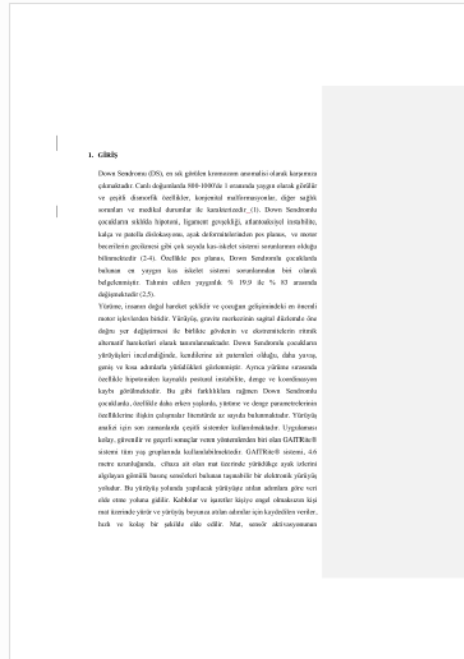 1. GİRİŞ
Down Sendromu (DS), en sık görülen kromozom anomalisi olarak karşımıza
çıkmaktadır. Canlı doğumlarda 800-1000'de 1 oranında yaygın olarak görülür
ve çeşitli dismorfik özellikler, konjenital malformasyonlar, diğer sağlık
sorunları ve medikal durumlar ile karakterizedir (1). Down Sendromlu
çocuklarda sıklıkla hipotoni, ligament gevşekliği, atlantoaksiyel instabilite,
kalça ve patella dislokasyonu, ayak deformitelerinden pes planus, ve motor
becerilerin gecikmesi gibi çok sayıda kas-iskelet sistemi sorunlarının olduğu
bilinmektedir (2-4). Özellikle pes planus, Down Sendromlu çocuklarda
bulunan en yaygın kas iskelet sistemi sorunlarından biri olarak
belgelenmiştir. Tahmin edilen yaygınlık % ile % 83 arasında
değişmektedir (2,5).
Yürüme, insanın doğal hareket şeklidir ve çocuğun gelişimindeki en önemli
motor işlevlerden biridir. Yürüyüş, gravite merkezinin sagital düzlemde öne
doğru yer değiştirmesi ile birlikte gövdenin ve ekstremitelerin ritmik
alternatif hareketleri olarak tanımlanmaktadır. Down Sendromlu çocukların
yürüyüşleri incelendiğinde, kendilerine ait paternleri olduğu, daha yavaş,
geniş ve kısa adımlarla yürüdükleri gözlenmiştir. Ayrıca yürüme sırasında
özellikle hipotoniden kaynaklı postural instabilite, denge ve koordinasyon
kaybı görülmektedir. Bu gibi farklılıklara rağmen Down Sendromlu
çocuklarda, özellikle daha erken yaşlarda, yürüme ve denge parametrelerinin
özelliklerine ilişkin çalışmalar literatürde az sayıda bulunmaktadır. Yürüyüş
analizi için son zamanlarda çeşitli sistemler kullanılmaktadır. Uygulaması
kolay, güvenilir ve geçerli sonuçlar veren yöntemlerden biri olan GAITRite®
sistemi tüm yaş gruplarında kullanılabilmektedir. GAITRite® sistemi, 4.6
metre uzunluğunda, cihaza ait olan mat üzerinde yürüdükçe ayak izlerini
algılayan gömülü basınç sensörleri bulunan taşınabilir bir elektronik yürüyüş
yoludur. Bu yürüyüş yolunda yapılacak yürüyüşte atılan adımlara göre veri
elde etme yoluna gidilir. Kablolar ve işaretler kişiye engel olmaksızın kişi
mat üzerinde yürür ve yürüyüş boyunca atılan adımlar için kaydedilen veriler,
hızlı ve kolay bir şekilde elde edilir. Mat, sensör aktivasyonunun